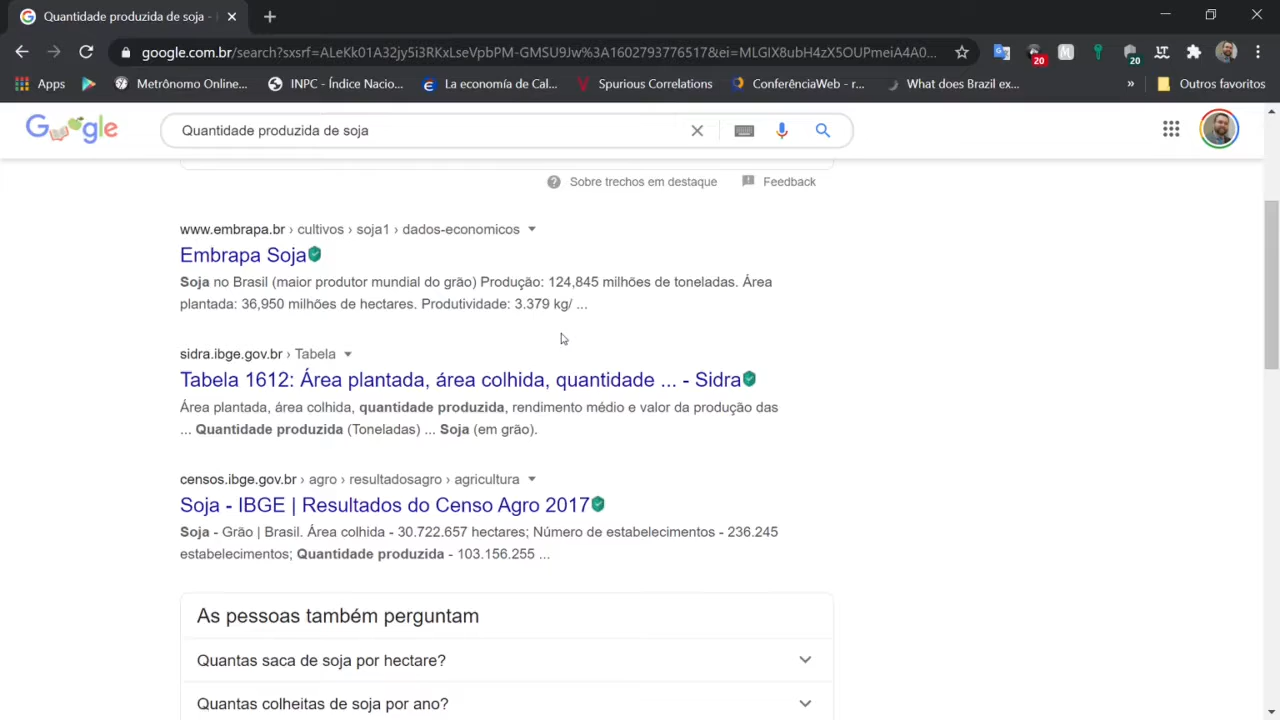 Quantidade produzida de soja -
google.com.br/search?sxsrf=ALeKk01A32jy5i3RKxLseVpbPM-GMSU9Jw%3A1602793776517&ei=MLGIX8ubH4zX5OUPmeiA4A0...
20
20
Apps
Metrônomo Online...
INPC - Índice Nacio...
La economía de Cal...
Spurious Correlations
ConferênciaWeb - r...
What does Brazil ex...
»
Outros favoritos
Google
Quantidade produzida de soja
Sobre trechos em destaque
Feedback
www.embrapa.br › cultivos › soja1 › dados-economicos
Embrapa Soja
Soja no Brasil (maior produtor mundial do grão) Produção: 124,845 milhões de toneladas. Área
plantada: 36,950 milhões de hectares. Produtividade: 3.379 kg/ ...
sidra.ibge.gov.br › Tabela
Tabela 1612: Área plantada, área colhida, quantidade ... - Sidra
Área plantada, área colhida, quantidade produzida, rendimento médio e valor da produção das
... Quantidade produzida (Toneladas) ... Soja (em grão).
censos.ibge.gov.br › agro › resultadosagro › agricultura
Soja - IBGE | Resultados do Censo Agro 2017
Soja - Grão | Brasil. Área colhida - 30.722.657 hectares; Número de estabelecimentos - 236.245
estabelecimentos; Quantidade produzida - 103.156.255 ...
As pessoas também perguntam
Quantas saca de soja por hectare?
Quantas colheitas de soja por ano?